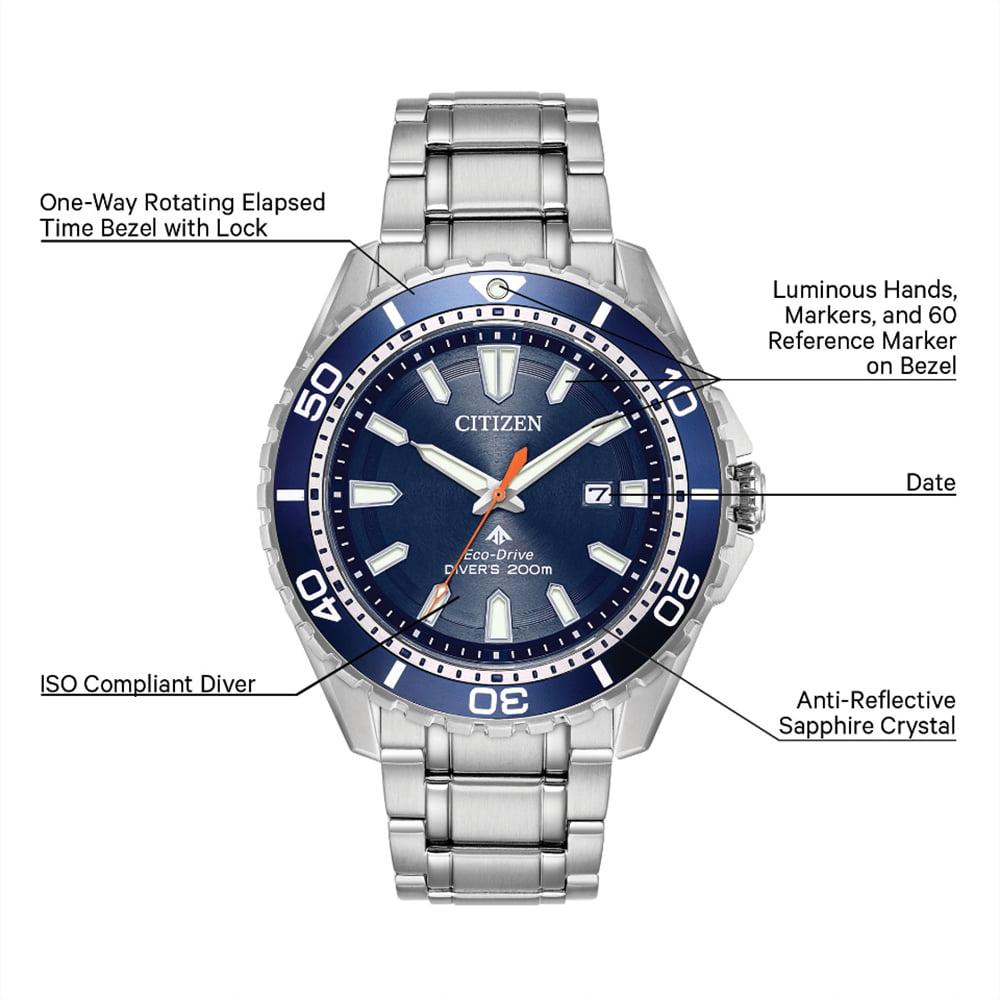 One-Way Rotating Elapsed
Time Bezel with Lock
Luminous Hands,
Markers, and 60
Reference Marker
on Bezel
50
10
CITIZEN
7
Date
Eco-Drive
DIVER'S 200m
40
20
30
ISO Compliant Diver
Anti-Reflective
Sapphire Crystal